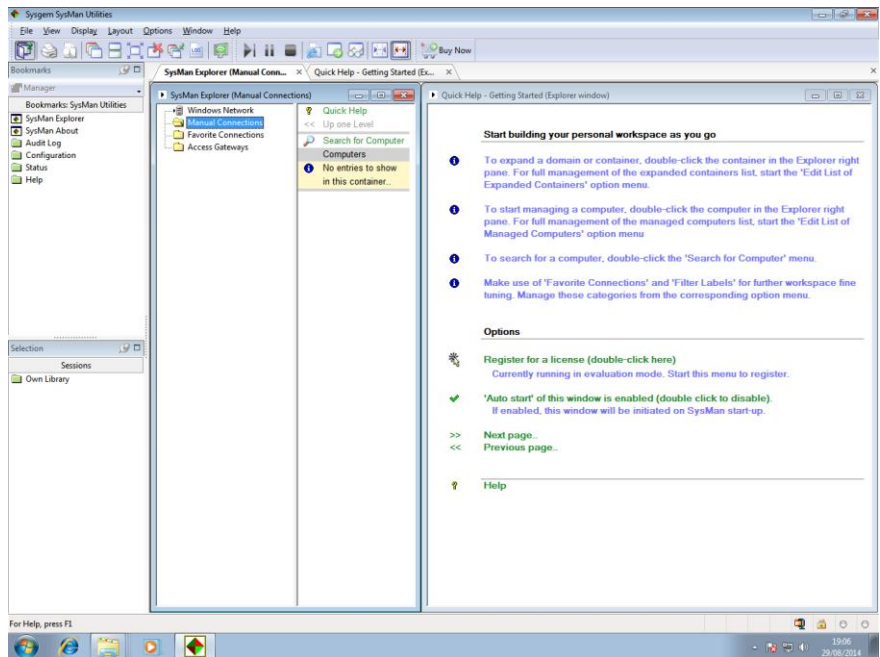 Sysgem SysMan Utilities
File View Display Layout Options Window Help
Buy Now
Bookmarks
SysMan Explorer (Manual Conn...
Quick Help - Getting Started (Ex...
Manager
Bookmarks: SysMan Utilities
SysMan Explorer
SysMan About
Audit Log
Configuration
Status
Help
Selection
Sessions
Own Library
SysMan Explorer (Manual Connections)
Windows Network
Manual Connections
Favorite Connections
Access Gateways
? Quick Help
<< Up one Level
Search for Computer
Computers
No entries to show
in this container...
Quick Help - Getting Started (Explorer window)
Start building your personal workspace as you go
To expand a domain or container, double-click the container in the Explorer right
pane. For full management of the expanded containers list, start the 'Edit List of
Expanded Containers' option menu.
To start managing a computer, double-click the computer in the Explorer right
pane. For full management of the managed computers list, start the 'Edit List of
Managed Computers' option menu
To search for a computer, double-click the 'Search for Computer' menu.
Make use of 'Favorite Connections' and 'Filter Labels' for further workspace fine
tuning. Manage these categories from the corresponding option menu.
Options
Register for a license (double-click here)
Currently running in evaluation mode. Start this menu to register.
'Auto start' of this window is enabled (double click to disable).
If enabled, this window will be initiated on SysMan start-up.
>> Next page..
<< Previous page..
? Help
For Help, press F1
19:06
29/08/2014